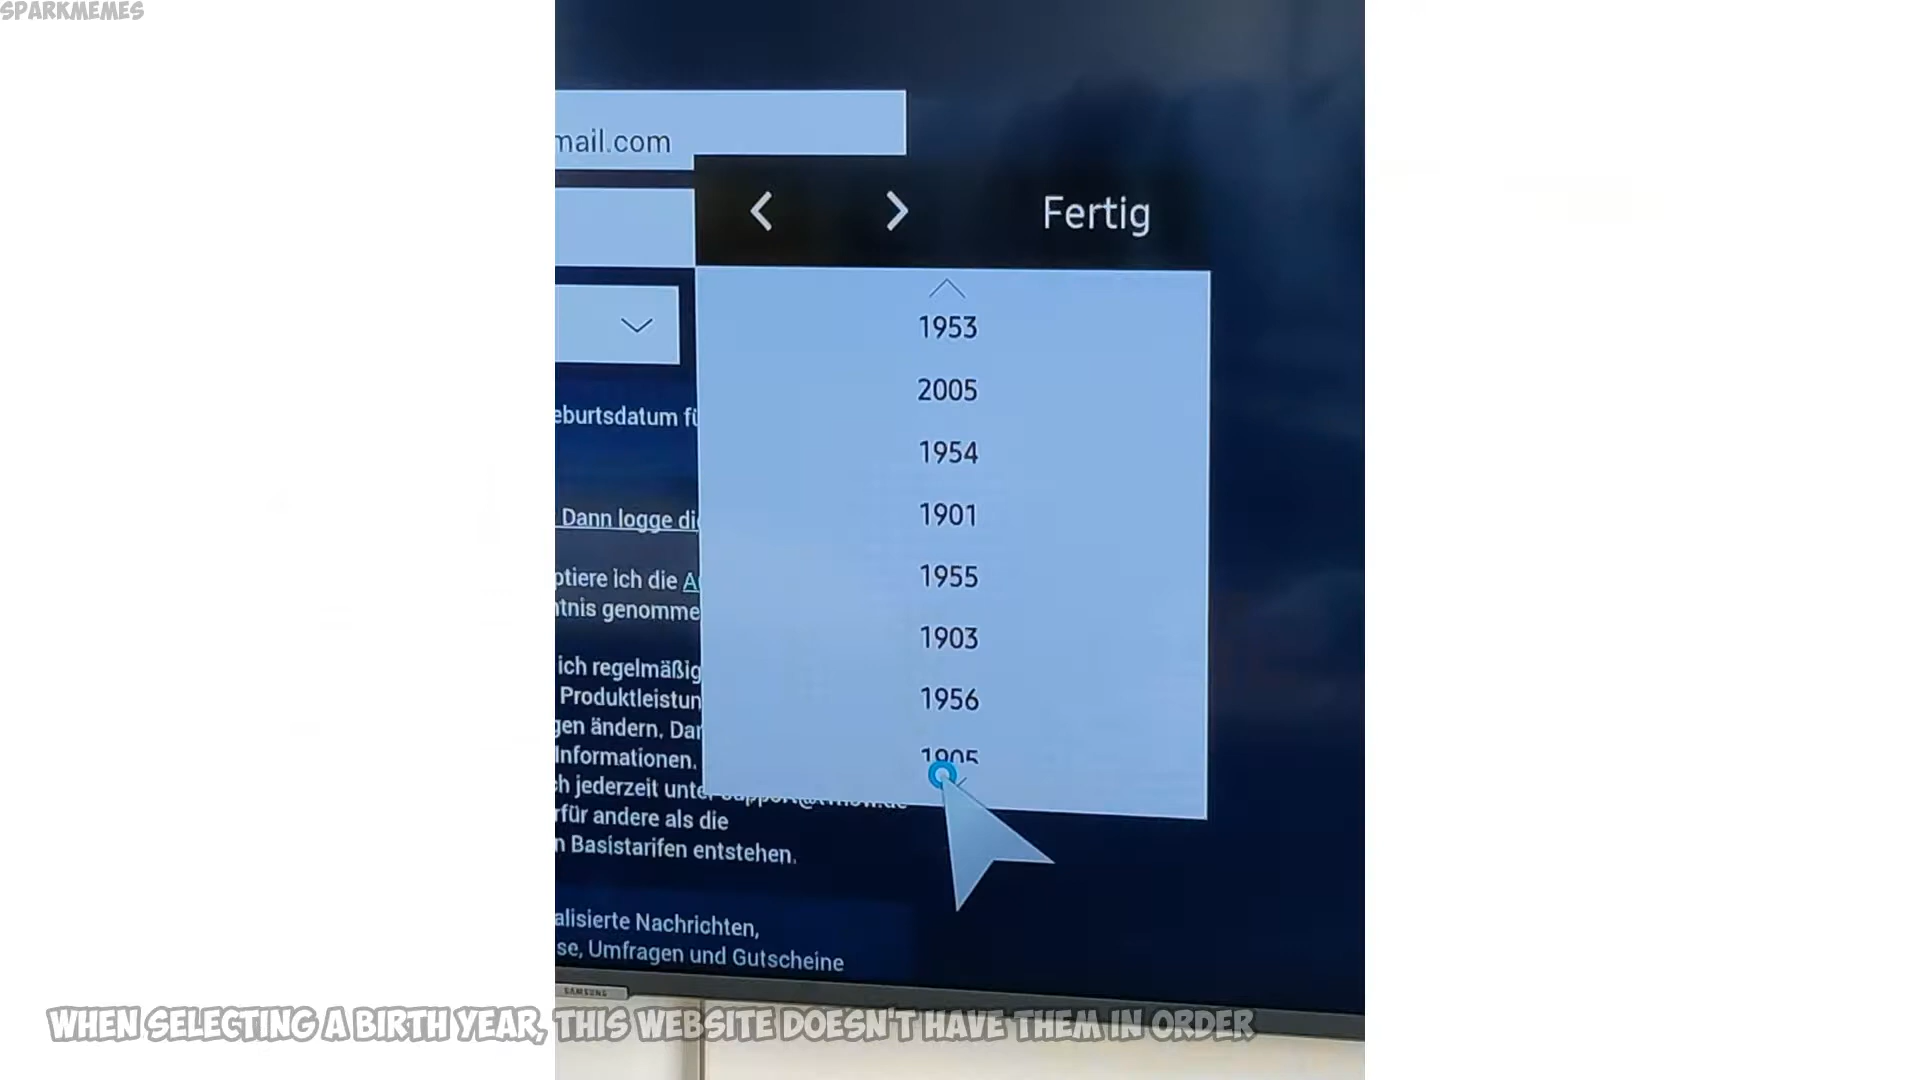 SPARKMEMES
mail.com
Fertig
1953
2005
1954
1901
1955
1903
1956
1905
eburtsdatum fü
Dann logge di
ptiere ich die A
ntnis genomme
ich regelmäßig
Produktleistun
gen ändern. Dar
Informationen.
h jederzeit unte
rfür andere als die
n Basistarifen entstehen.
alisierte Nachrichten,
se, Umfragen und Gutscheine
SAMSUNG
WHEN SELECTING A BIRTH YEAR, THIS WEBSITE DOESN'T HAVE THEM IN ORDER